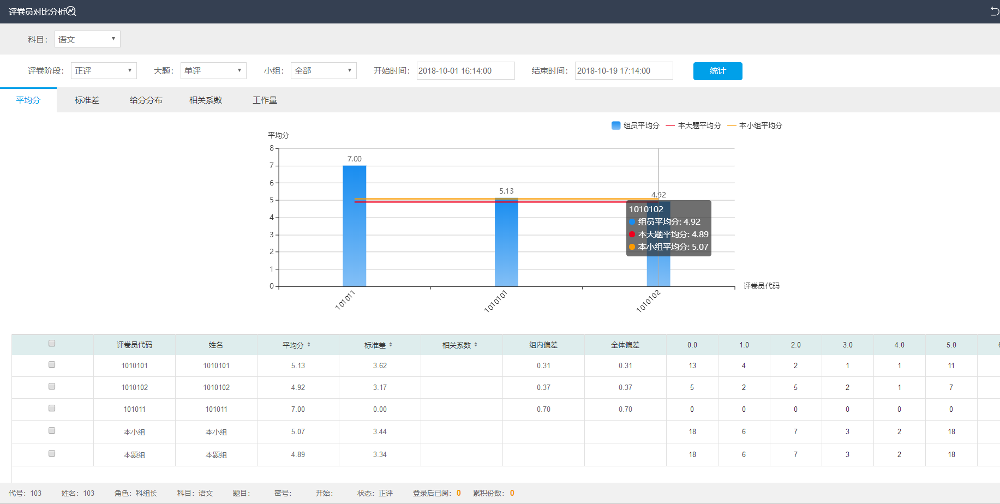 评卷员对比分析
科目： 语文
评卷阶段： 正评 大题： 单评 小组： 全部 开始时间： 2018-10-01 16:14:00 结束时间： 2018-10-19 17:14:00 统计
平均分 标准差 给分分布 相关系数 工作量
组员平均分 本大题平均分 本小组平均分
平均分
8
7
6
5
4
3
2
1
0
7.00
5.13
4.92
1010102
组员平均分: 4.92
本大题平均分: 4.89
本小组平均分: 5.07
101011 1010101 1010102
评卷员代码
评卷员代码 姓名 平均分 标准差 相关系数 组内偏差 全体偏差 0.0 1.0 2.0 3.0 4.0 5.0
1010101 1010101 5.13 3.62 0.31 0.31 13 4 2 1 1 11
1010102 1010102 4.92 3.17 0.37 0.37 5 2 5 2 1 7
101011 101011 7.00 0.00 0.70 0.70 0 0 0 0 0 0
本小组 本小组 5.07 3.44 18 6 7 3 2 18
本题组 本题组 4.89 3.34 18 6 7 3 2 18
代号： 103 姓名： 103 角色： 科组长 科目： 语文 题目： 密号： 开始： 状态： 正评 登录后已阅： 0 累积份数： 0